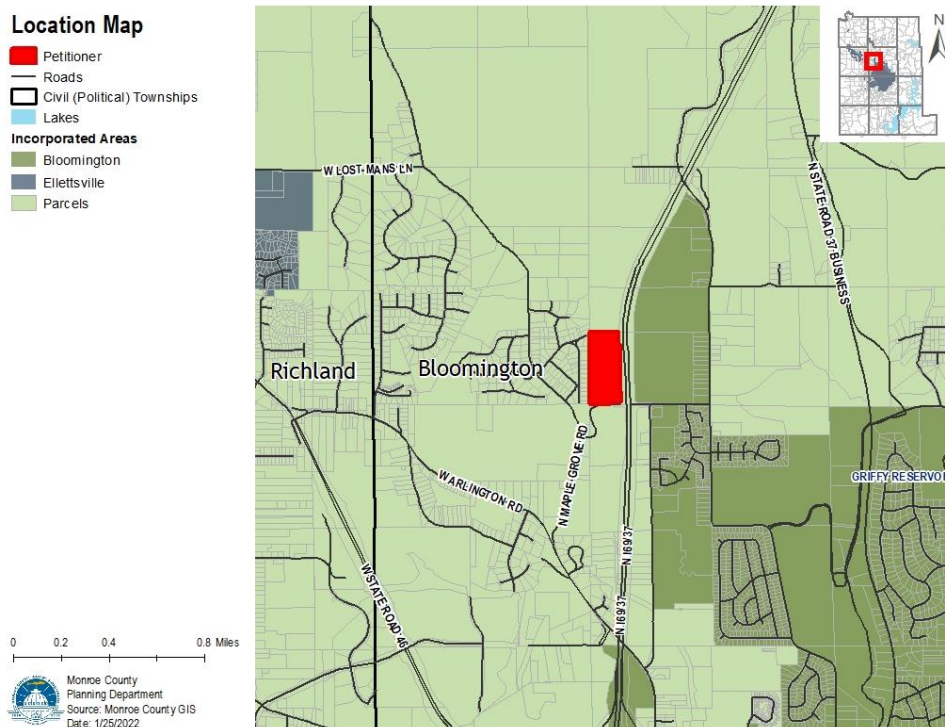 Location Map
Petitioner
Roads
Civil (Political) Townships
Lakes
Incorporated Areas
Bloomington
Ellettsville
Parcels
0 0.2 0.4 0.8 Miles
Monroe County
Planning Department
Source: Monroe County GIS
Date: 1/25/2022
N
W LOST MANS LN
N STATE ROAD 37 BUSINESS
Richland
Bloomington
N MAPLE GROVE RD
W ARLINGTON RD
GRIFFY RESERVOI
N I69/37
W STATE ROAD 46
N I69/37